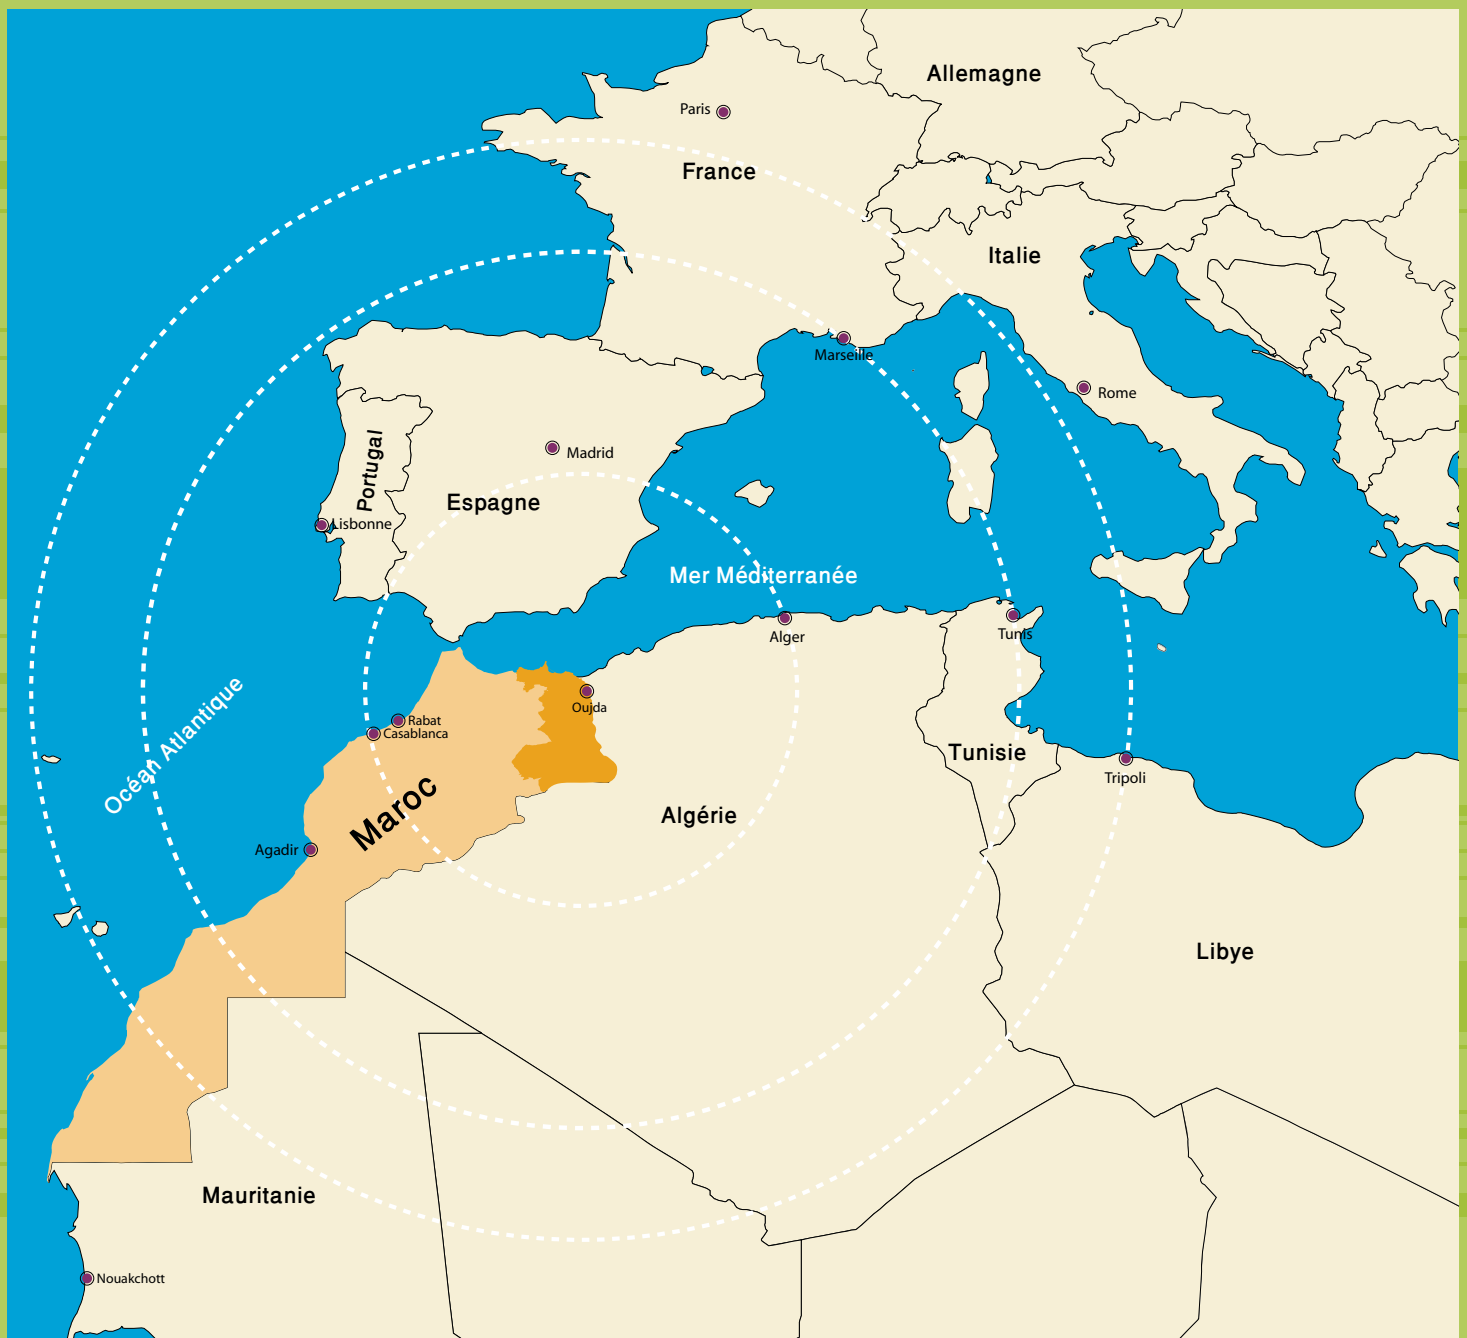 Allemagne
Paris
France
Italie
Marseille
Rome
Portugal
Madrid
Espagne
Lisbonne
Mer Méditerranée
Alger
Tunis
Océan Atlantique
Oujda
Rabat
Casablanca
Tunisie
Tripoli
Maroc
Algérie
Agadir
Libye
Mauritanie
Nouakchott